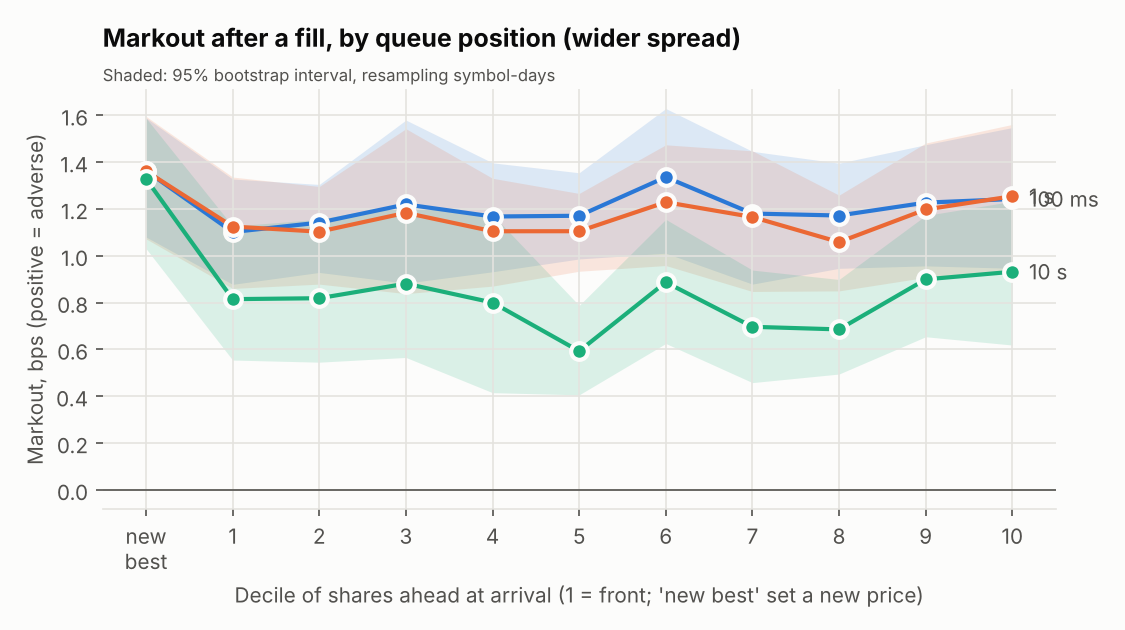 Markout after a fill, by queue position (wider spread)
Shaded: 95% bootstrap interval, resampling symbol-days
Markout, bps (positive = adverse)
1.6
1.4
1.2
1.0
0.8
0.6
0.4
0.2
0.0
100 ms
1 s
10 s
new best
1
2
3
4
5
6
7
8
9
10
Decile of shares ahead at arrival (1 = front; 'new best' set a new price)